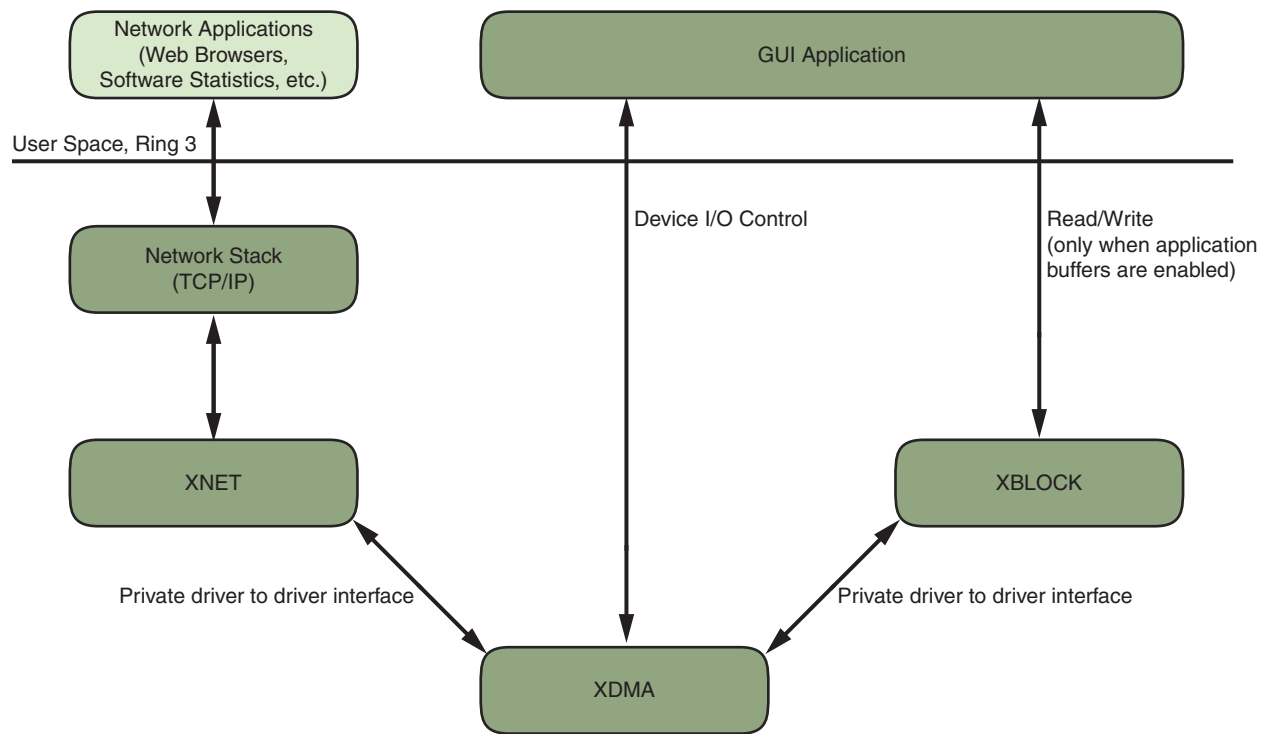 Network Applications
(Web Browsers,
Software Statistics, etc.)
GUI Application
User Space, Ring 3
Device I/O Control
Read/Write
(only when application
buffers are enabled)
Network Stack
(TCP/IP)
XNET
XBLOCK
Private driver to driver interface
Private driver to driver interface
XDMA